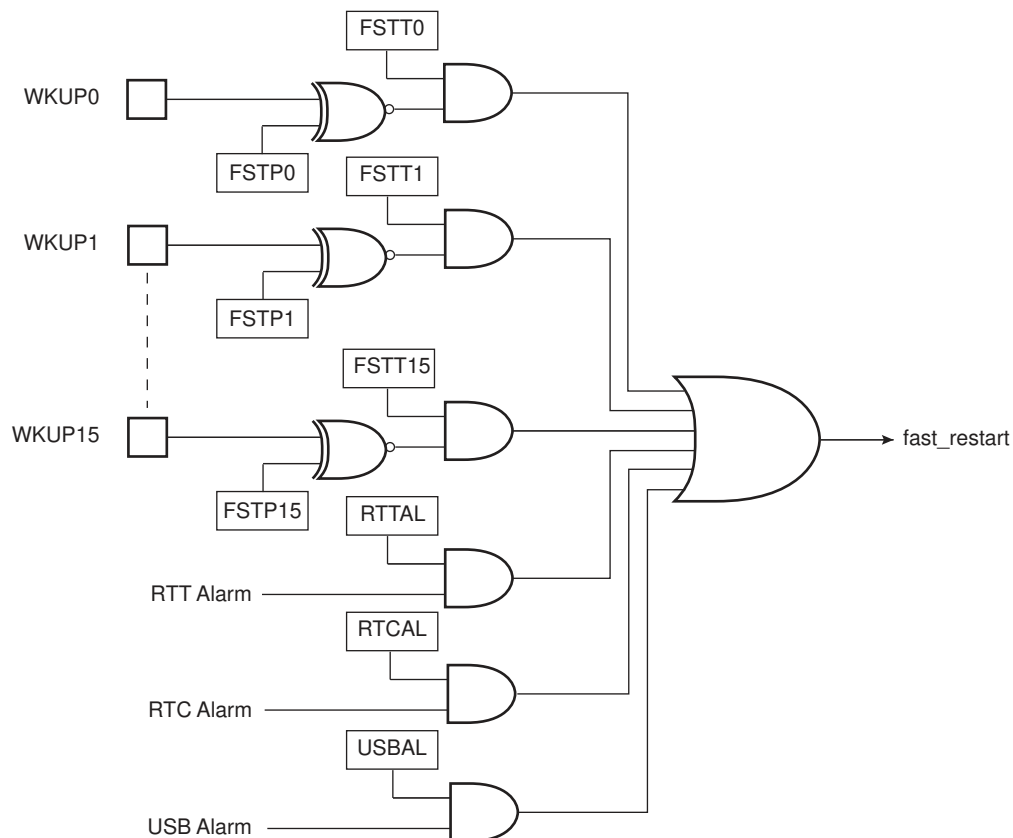 FSTT0
WKUP0
FSTP0
FSTT1
WKUP1
FSTP1
FSTT15
WKUP15
fast_restart
FSTP15
RTTAL
RTT Alarm
RTCAL
RTC Alarm
USBAL
USB Alarm